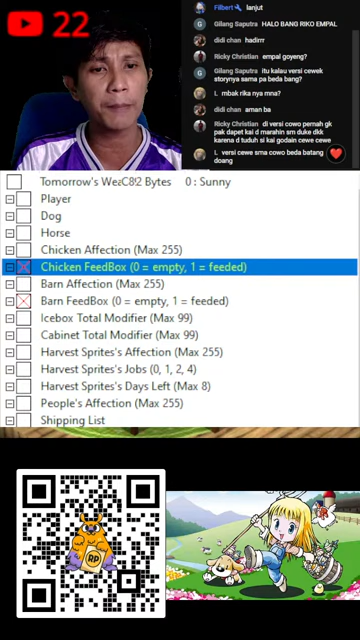 22
Filbert lanjut
Gilang Saputra HALO BANG RIKO EMPAL
didi chan hadirrr
Ricky Christian empal goyeng?
Gilang Saputra itu kalau versi cewek
storynya sama pa beda bang?
L mbak rika nya mna?
didi chan aman ba
Ricky Christian di versi cowo pernah gk
pak dapet kai d marahin sm duke dkk
karena d tuduh si kai godain cewe cewe
L versi cewe sma cowo beda batang
doang
Tomorrow's Bytes 0 : Sunny
Player
Dog
Horse
Chicken Affection (Max 255)
Chicken FeedBox (0 = empty, 1 = feeded)
Barn Affection (Max 255)
Barn FeedBox (0 = empty, 1 = feeded)
Icebox Total Modifier (Max 99)
Cabinet Total Modifier (Max 99)
Harvest Sprites's Affection (Max 255)
Harvest Sprites's Jobs (0, 1, 2, 4)
Harvest Sprites's Days Left (Max 8)
People's Affection (Max 255)
Shipping List
RP